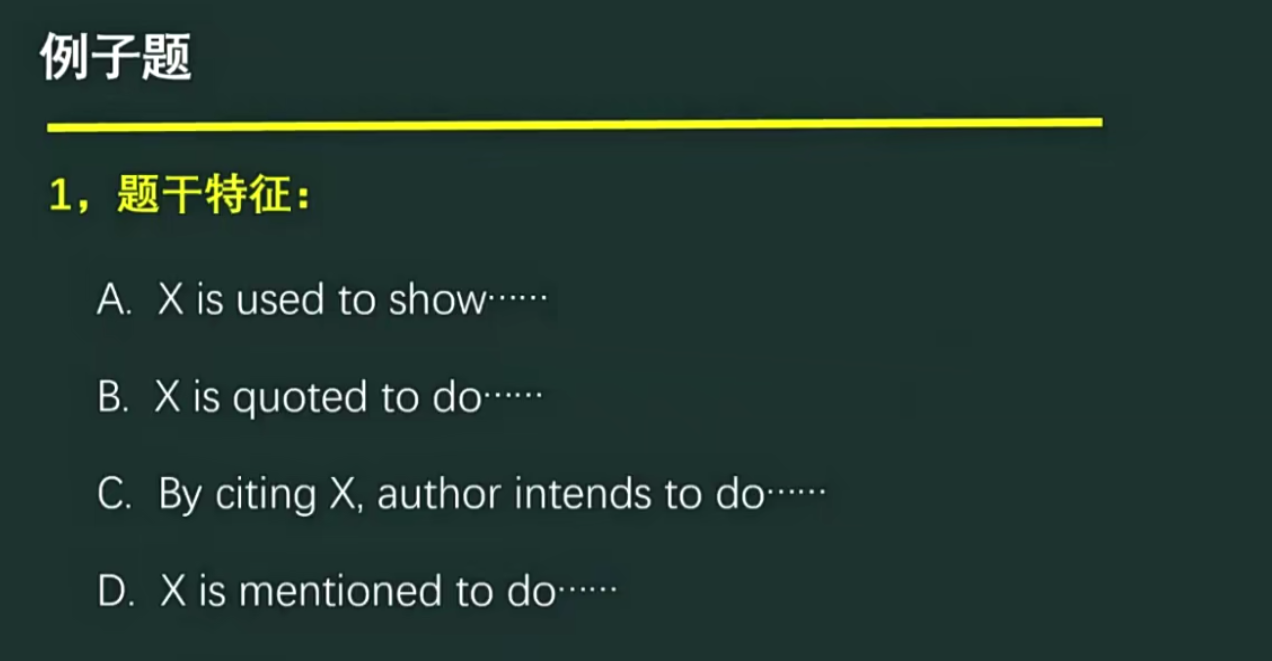 例子题
1，题干特征：
A. X is used to show……
B. X is quoted to do……
C. By citing X, author intends to do……
D. X is mentioned to do……